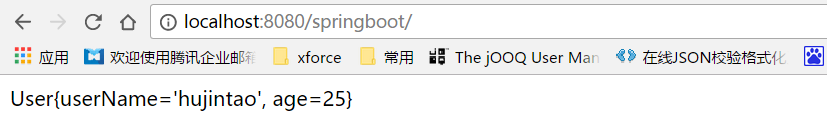 localhost:8080/springboot/
应用 欢迎使用腾讯企业邮箱 xforce 常用 The jOOQ User Man 在线JSON校验格式化
User{userName='hujintao', age=25}